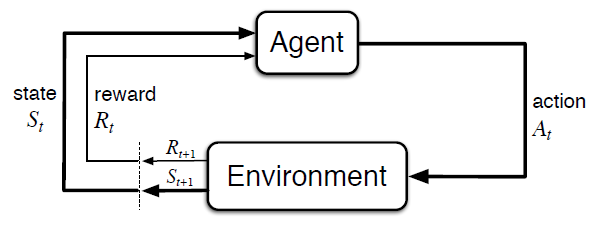 Agent
state
S_t
reward
R_t
action
A_t
R_{t+1}
S_{t+1}
Environment